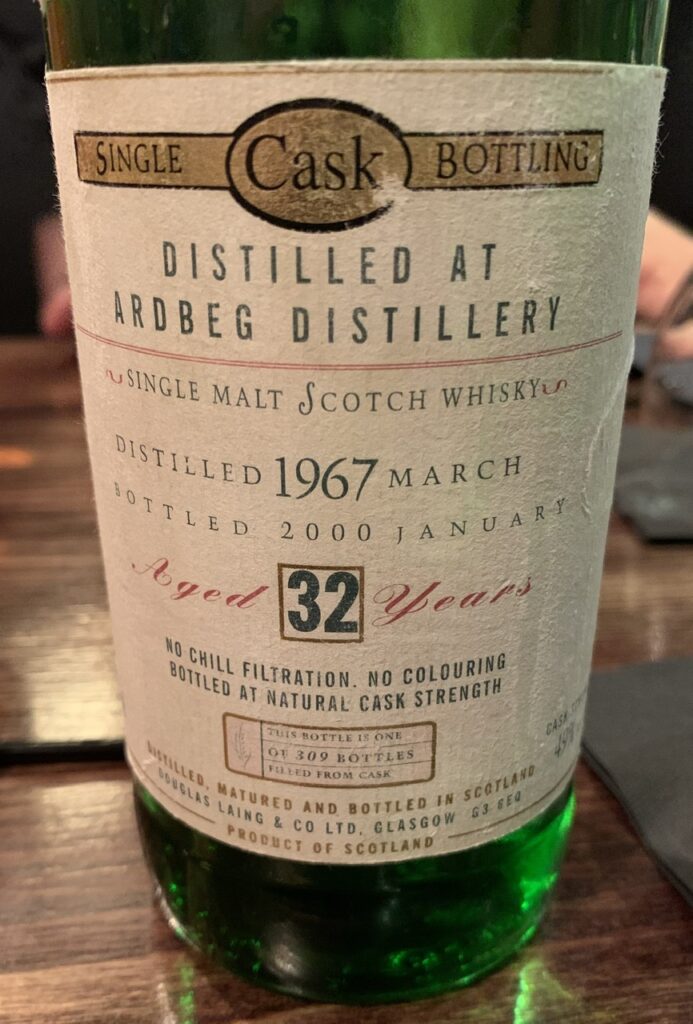 SINGLE Cask BOTTLING
DISTILLED AT
ARDBEG DISTILLERY
SINGLE MALT SCOTCH WHISKY
DISTILLED 1967 MARCH
BOTTLED 2000 JANUARY
Aged 32 Years
NO CHILL FILTRATION. NO COLOURING
BOTTLED AT NATURAL CASK STRENGTH
THIS BOTTLE IS ONE
OF 309 BOTTLES
FILLED FROM CASK
CASK
DISTILLED, MATURED AND BOTTLED IN SCOTLAND
DOUGLAS LAING & CO LTD, GLASGOW G3 6EQ
PRODUCT OF SCOTLAND